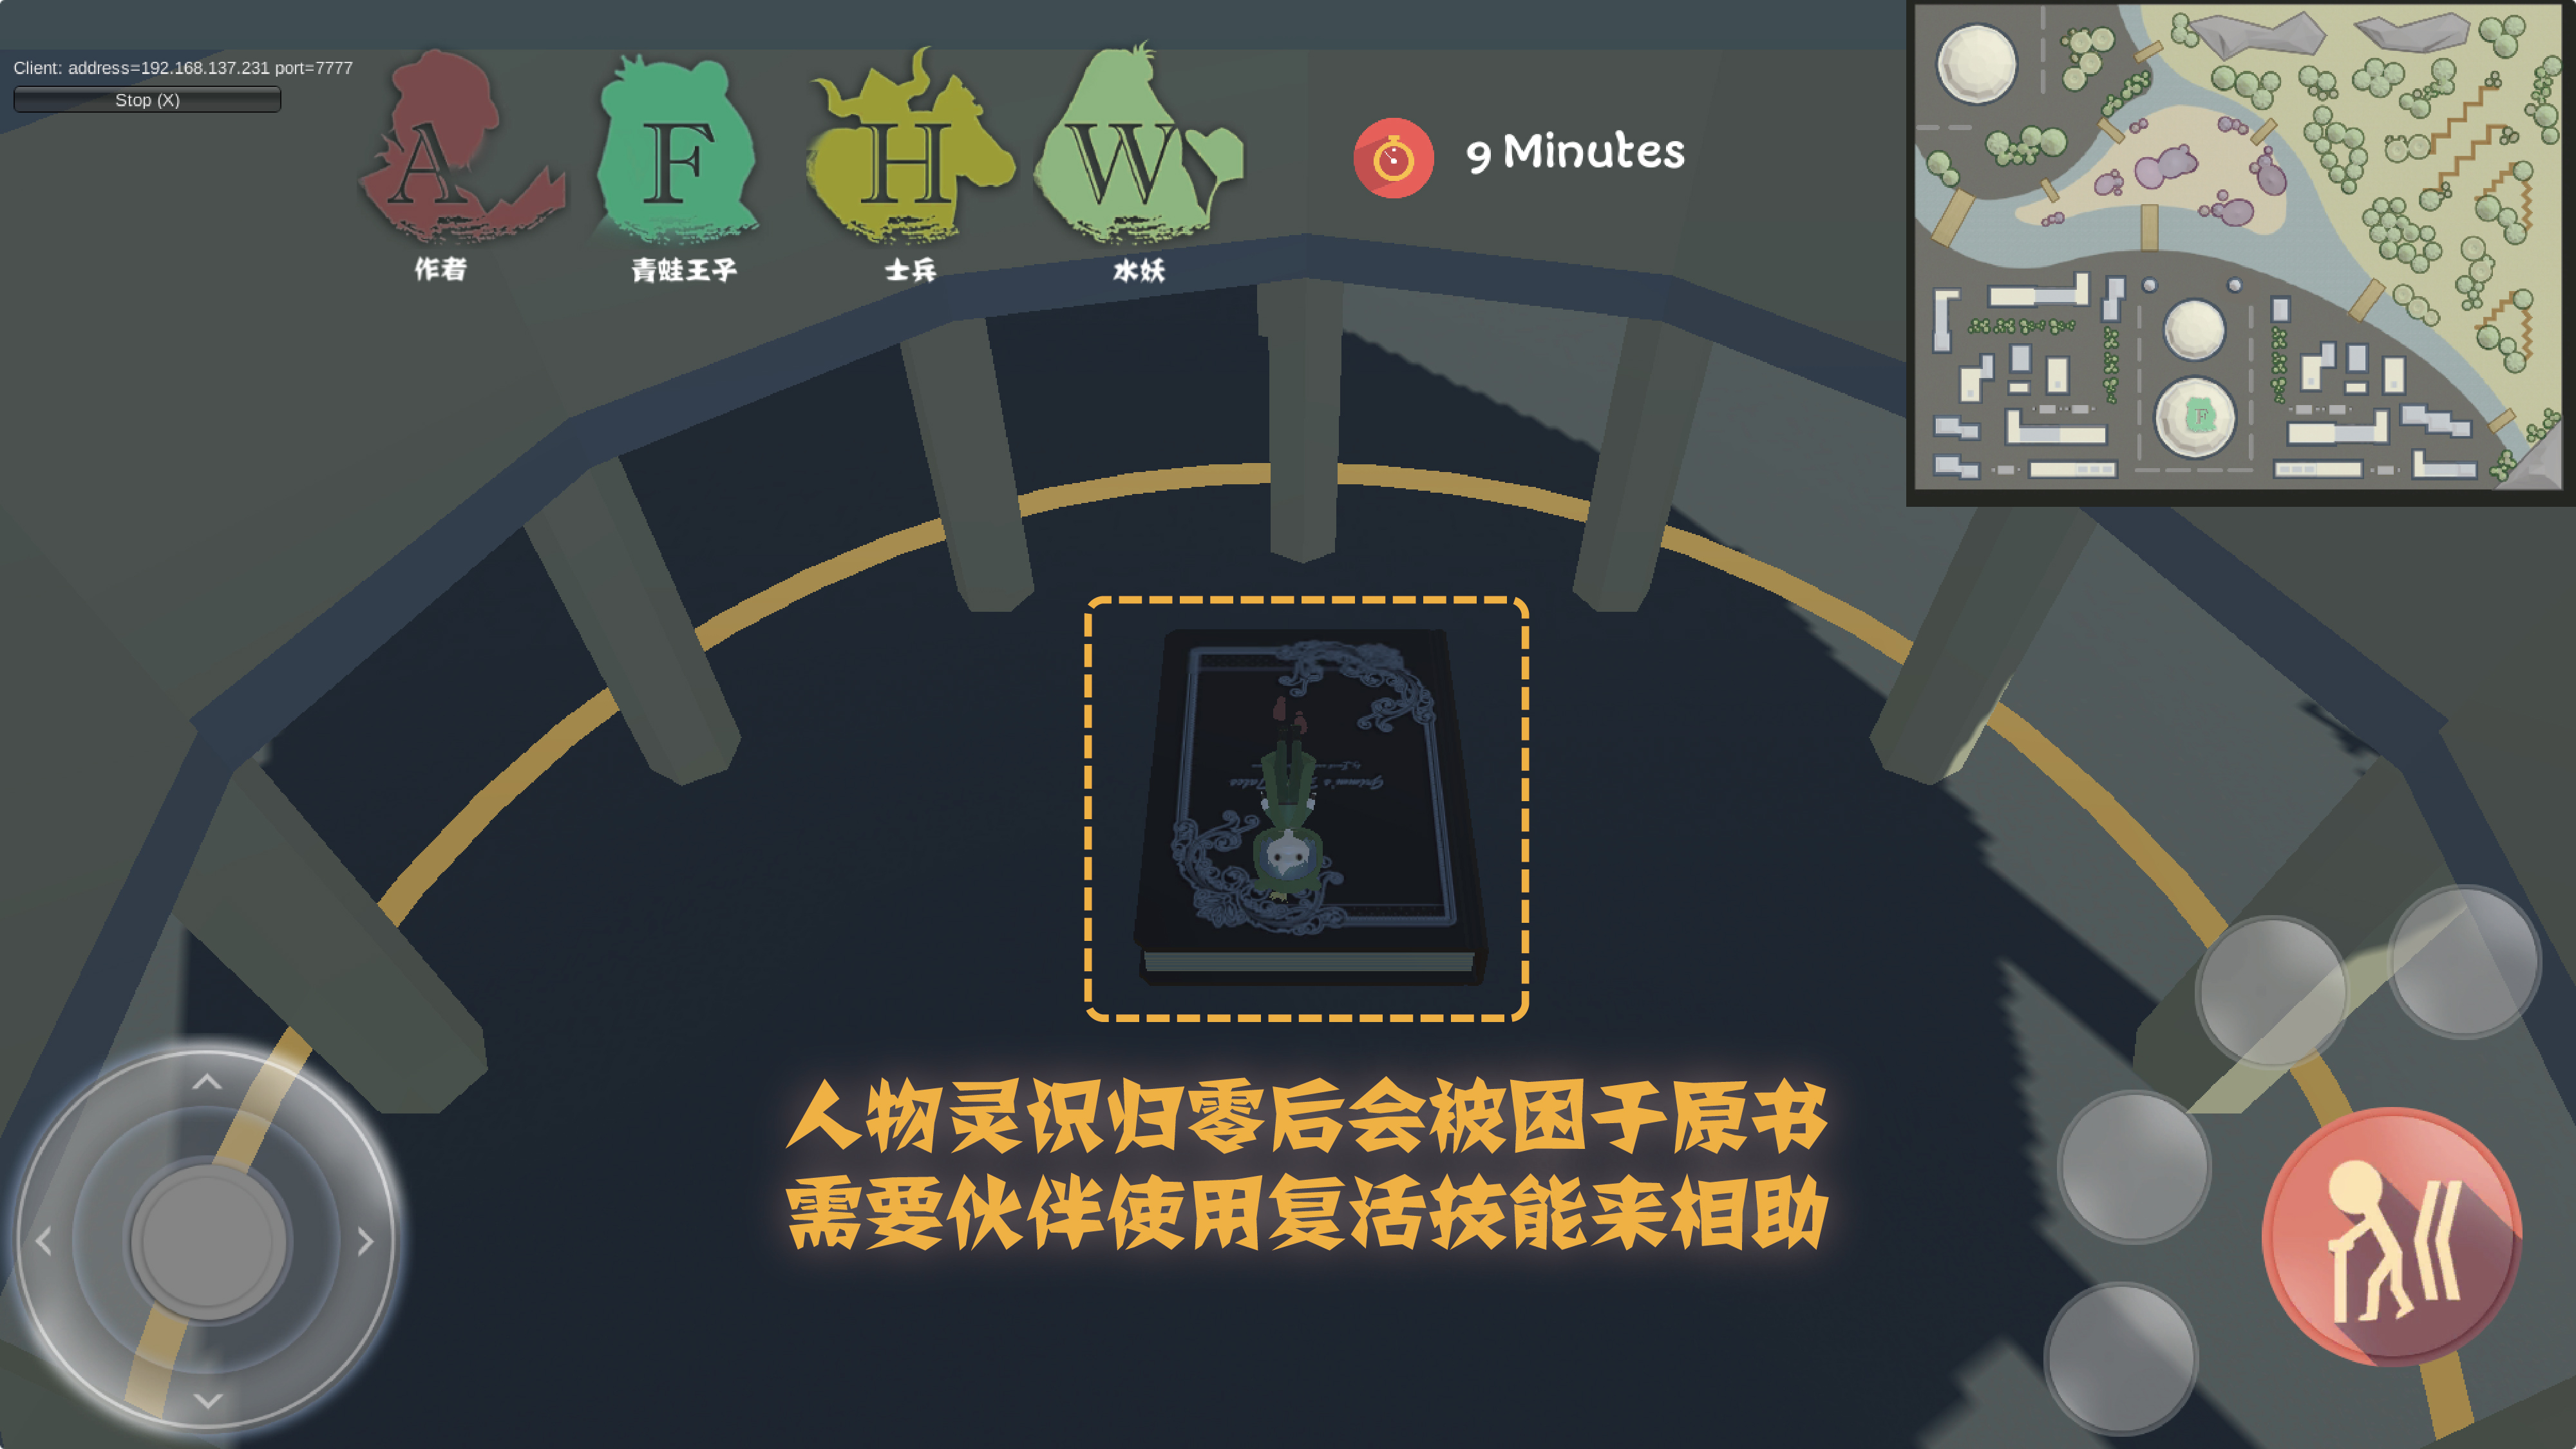 Client: address=192.168.137.231 port=7777
Stop (X)
A
F
H
W
作者
青蛙王子
士兵
水妖
9 Minutes
F
Grimm's Tales
人物灵识归零后会被困于原书
需要伙伴使用复活技能来相助